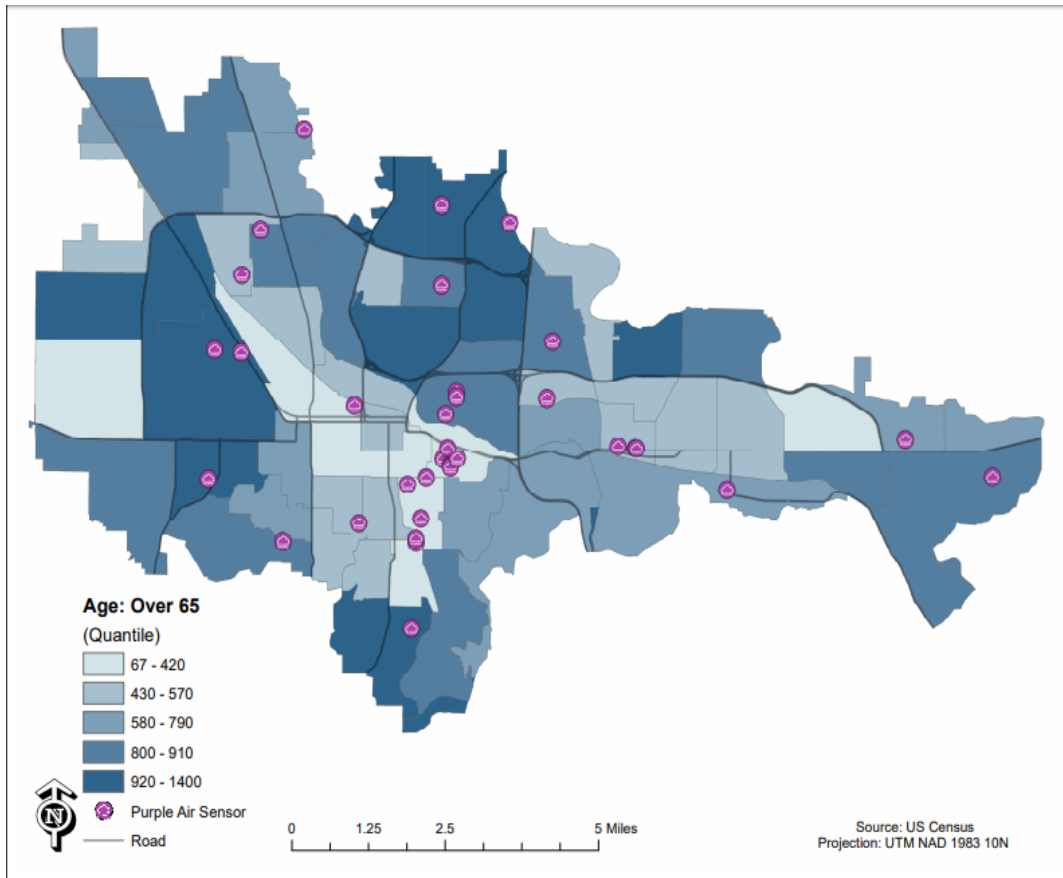 Age: Over 65
(Quantile)
67 - 420
430 - 570
580 - 790
800 - 910
920 - 1400
Purple Air Sensor
Road
N
0 1.25 2.5 5 Miles
Source: US Census
Projection: UTM NAD 1983 10N